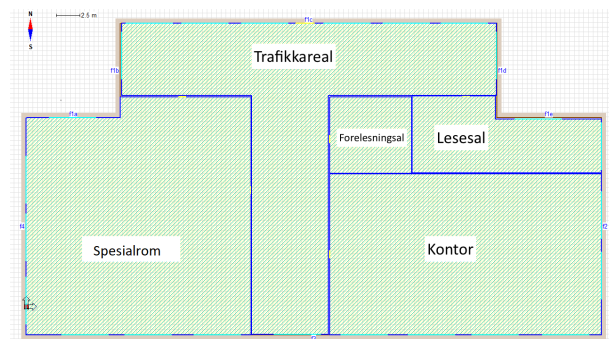 N
2.5 m
S
f1c
Trafikkareal
f1b
f1d
f1a
f1e
Forelesningsal
Lesesal
f4
f2
Spesialrom
Kontor